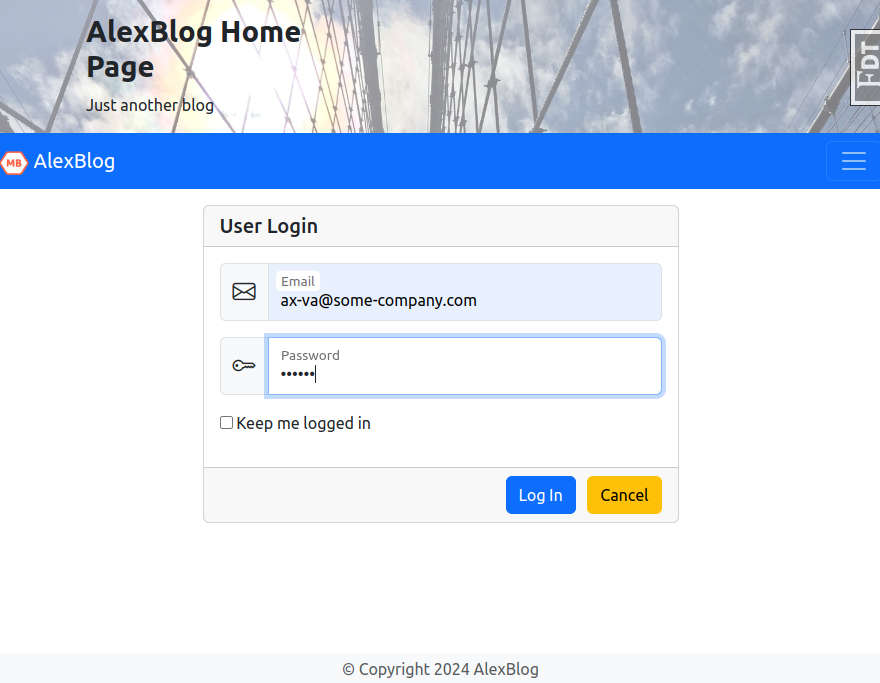 AlexBlog Home
Page
Just another blog
FDT
MB AlexBlog
User Login
Email
ax-va@some-company.com
Password
••••••
Keep me logged in
Log In Cancel
© Copyright 2024 AlexBlog